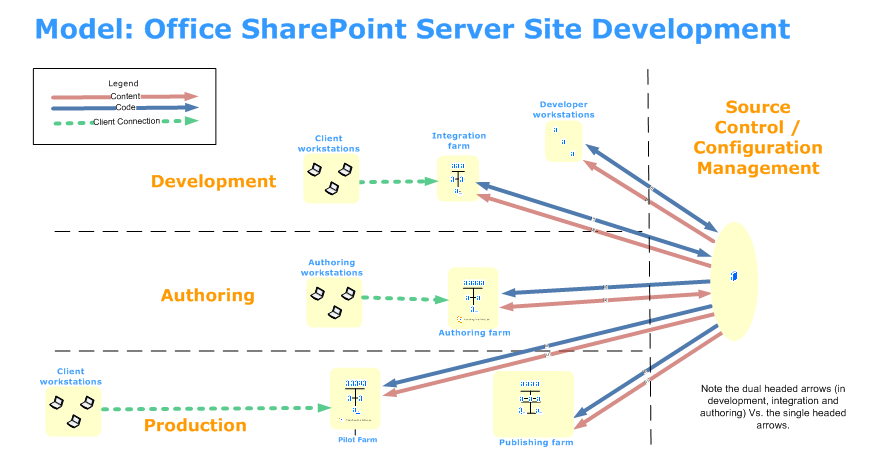 Model: Office SharePoint Server Site Development
Legend
Content
Code
Client Connection
Source
Control /
Configuration
Management
Developer
workstations
Client
workstations
Integration
farm
Development
Authoring
workstations
Authoring
Authoring farm
Client
workstations
Production
Pilot Farm
Publishing farm
Note the dual headed arrows (in
development, integration and
authoring) Vs. the single headed
arrows.